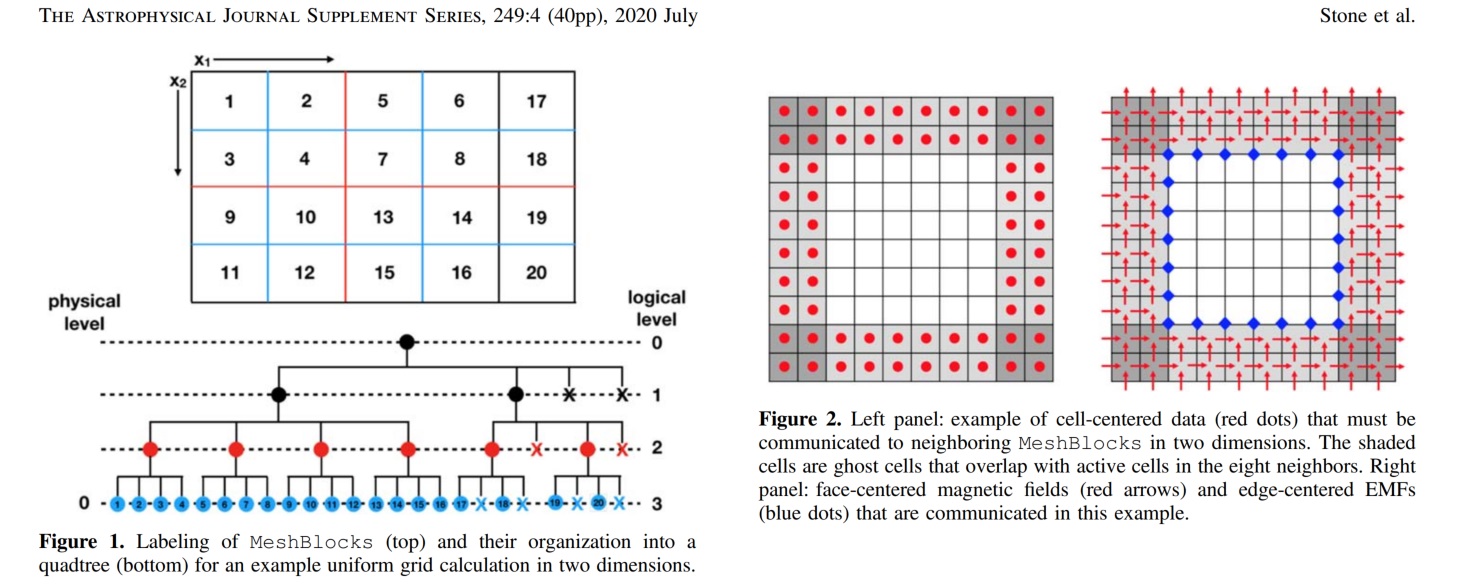 THE ASTROPHYSICAL JOURNAL SUPPLEMENT SERIES, 249:4 (40pp), 2020 July
Stone et al.
X1
X2
1 2 5 6 17
3 4 7 8 18
9 10 13 14 19
11 12 15 16 20
physical level
logical level
0
1
2
0 1 2 3 4 5 6 7 8 9 10 11 12 13 14 15 16 17 X 18 X 19 X 20 X 3
Figure 1. Labeling of MeshBlocks (top) and their organization into a
quadtree (bottom) for an example uniform grid calculation in two dimensions.
Figure 2. Left panel: example of cell-centered data (red dots) that must be
communicated to neighboring MeshBlocks in two dimensions. The shaded
cells are ghost cells that overlap with active cells in the eight neighbors. Right
panel: face-centered magnetic fields (red arrows) and edge-centered EMFs
(blue dots) that are communicated in this example.